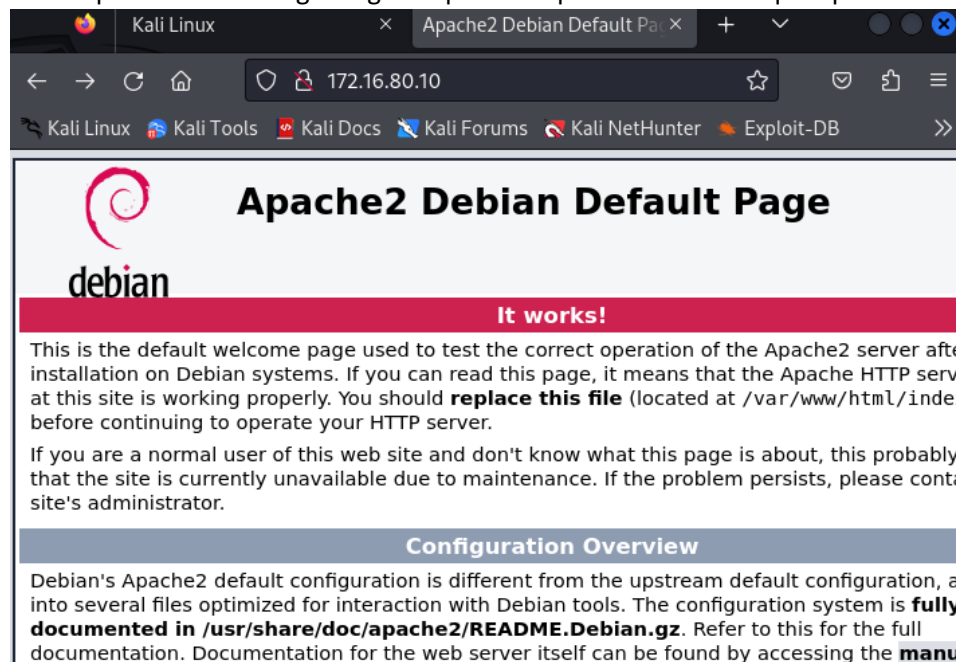 Kali Linux
Apache2 Debian Default Pa
172.16.80.10
Kali Linux Kali Tools Kali Docs Kali Forums Kali NetHunter Exploit-DB
debian
Apache2 Debian Default Page
It works!
This is the default welcome page used to test the correct operation of the Apache2 server afte
installation on Debian systems. If you can read this page, it means that the Apache HTTP serv
at this site is working properly. You should replace this file (located at /var/www/html/inde
before continuing to operate your HTTP server.
If you are a normal user of this web site and don't know what this page is about, this probably
that the site is currently unavailable due to maintenance. If the problem persists, please conta
site's administrator.
Configuration Overview
Debian's Apache2 default configuration is different from the upstream default configuration, a
into several files optimized for interaction with Debian tools. The configuration system is fully
documented in /usr/share/doc/apache2/README.Debian.gz. Refer to this for the full
documentation. Documentation for the web server itself can be found by accessing the manu